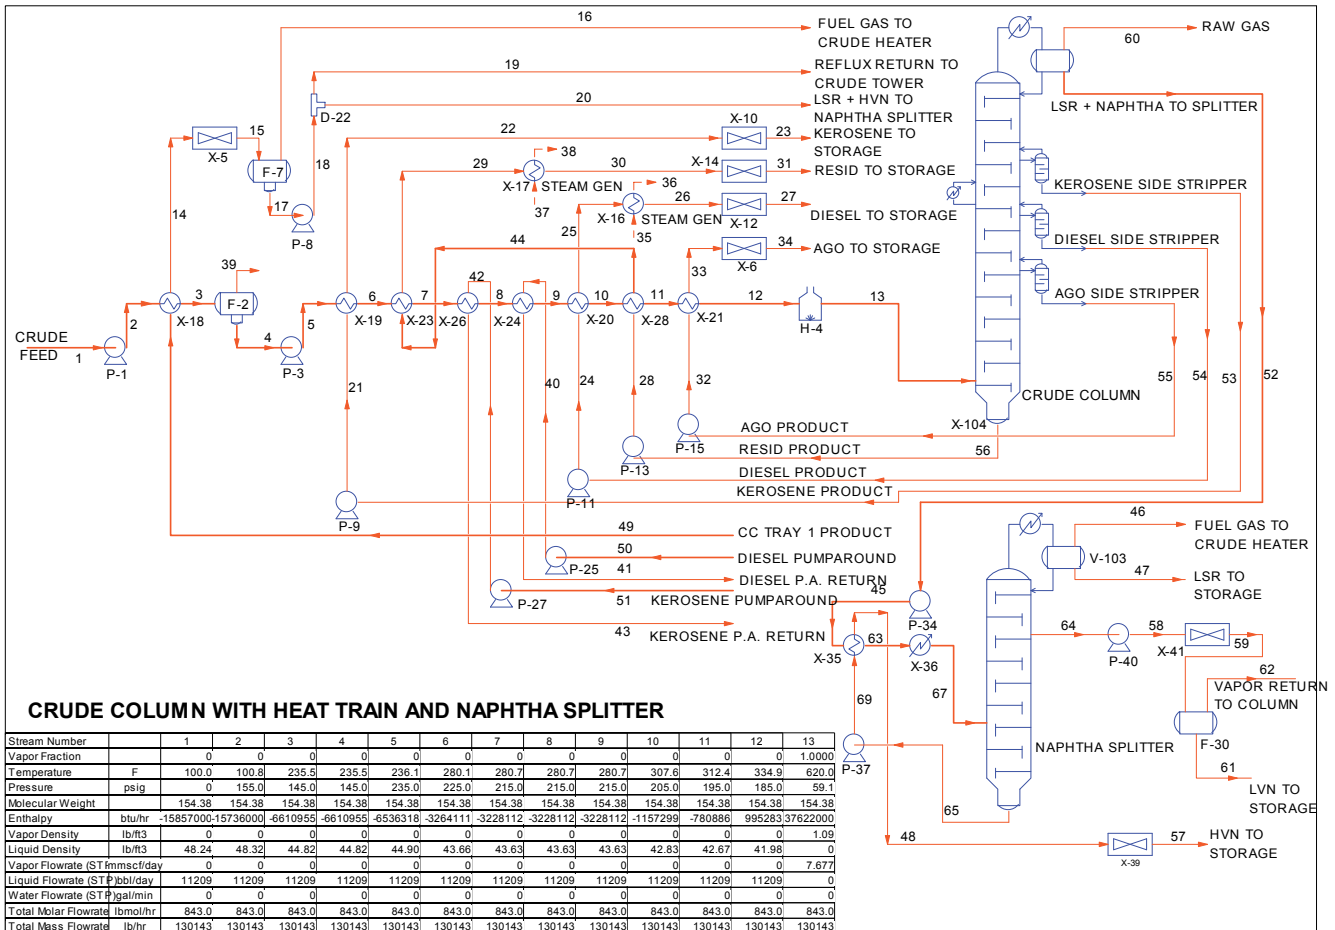 16
FUEL GAS TO
CRUDE HEATER
60
RAW GAS
19
REFLUX RETURN TO
CRUDE TOWER
20
LSR + HVN TO
NAPHTHA SPLITTER
D-22
LSR + NAPHTHA TO SPLITTER
15
X-5
F-7
18
22
X-10
23
KEROSENE TO
STORAGE
38
29
30
X-14
31
RESID TO STORAGE
X-17
STEAM GEN
36
37
26
27
X-16
STEAM GEN
X-12
DIESEL TO STORAGE
14
17
P-8
25
35
KEROSENE SIDE STRIPPER
DIESEL SIDE STRIPPER
44
34
AGO TO STORAGE
39
42
33
X-6
AGO SIDE STRIPPER
F-2
2
3
X-18
4
5
6
7
8
9
10
11
12
13
X-19
X-23
X-26
X-24
X-20
X-28
X-21
H-4
CRUDE
FEED
1
P-1
P-3
21
40
24
28
32
55
54
53
52
CRUDE COLUMN
X-104
AGO PRODUCT
P-15
RESID PRODUCT
56
P-13
DIESEL PRODUCT
P-11
KEROSENE PRODUCT
P-9
49
CC TRAY 1 PRODUCT
50
DIESEL PUMPAROUND
P-25
41
DIESEL P.A. RETURN
P-27
51
KEROSENE PUMPAROUND
43
KEROSENE P.A. RETURN
46
FUEL GAS TO
CRUDE HEATER
V-103
47
LSR TO
STORAGE
45
P-34
63
X-35
X-36
67
64
58
P-40
X-41
59
62
VAPOR RETURN
TO COLUMN
F-30
61
LVN TO
STORAGE
69
P-37
NAPHTHA SPLITTER
65
48
57
HVN TO
STORAGE
X-39
CRUDE COLUMN WITH HEAT TRAIN AND NAPHTHA SPLITTER
Stream Number 1 2 3 4 5 6 7 8 9 10 11 12 13
Vapor Fraction 0 0 0 0 0 0 0 0 0 0 0 0 1.0000
Temperature F 100.0 100.8 235.5 235.5 236.1 280.1 280.7 280.7 280.7 307.6 312.4 334.9 620.0
Pressure psig 0 155.0 145.0 145.0 235.0 225.0 215.0 215.0 215.0 205.0 195.0 185.0 59.1
Molecular Weight 154.38 154.38 154.38 154.38 154.38 154.38 154.38 154.38 154.38 154.38 154.38 154.38 154.38
Enthalpy btu/hr -15857000 -15736000 -6610955 -6610955 -6536318 -3264111 -3228112 -3228112 -3228112 -1157299 -780886 995283 37622000
Vapor Density lb/ft3 0 0 0 0 0 0 0 0 0 0 0 0 1.09
Liquid Density lb/ft3 48.24 48.32 44.82 44.82 44.90 43.66 43.63 43.63 43.63 42.83 42.67 41.98 0
Vapor Flowrate (STP mmscf/day 0 0 0 0 0 0 0 0 0 0 0 0 7.677
Liquid Flowrate (STP) bbl/day 11209 11209 11209 11209 11209 11209 11209 11209 11209 11209 11209 11209 0
Water Flowrate (STP) gal/min 0 0 0 0 0 0 0 0 0 0 0 0 0
Total Molar Flowrate lbmol/hr 843.0 843.0 843.0 843.0 843.0 843.0 843.0 843.0 843.0 843.0 843.0 843.0 843.0
Total Mass Flowrate lb/hr 130143 130143 130143 130143 130143 130143 130143 130143 130143 130143 130143 130143 130143